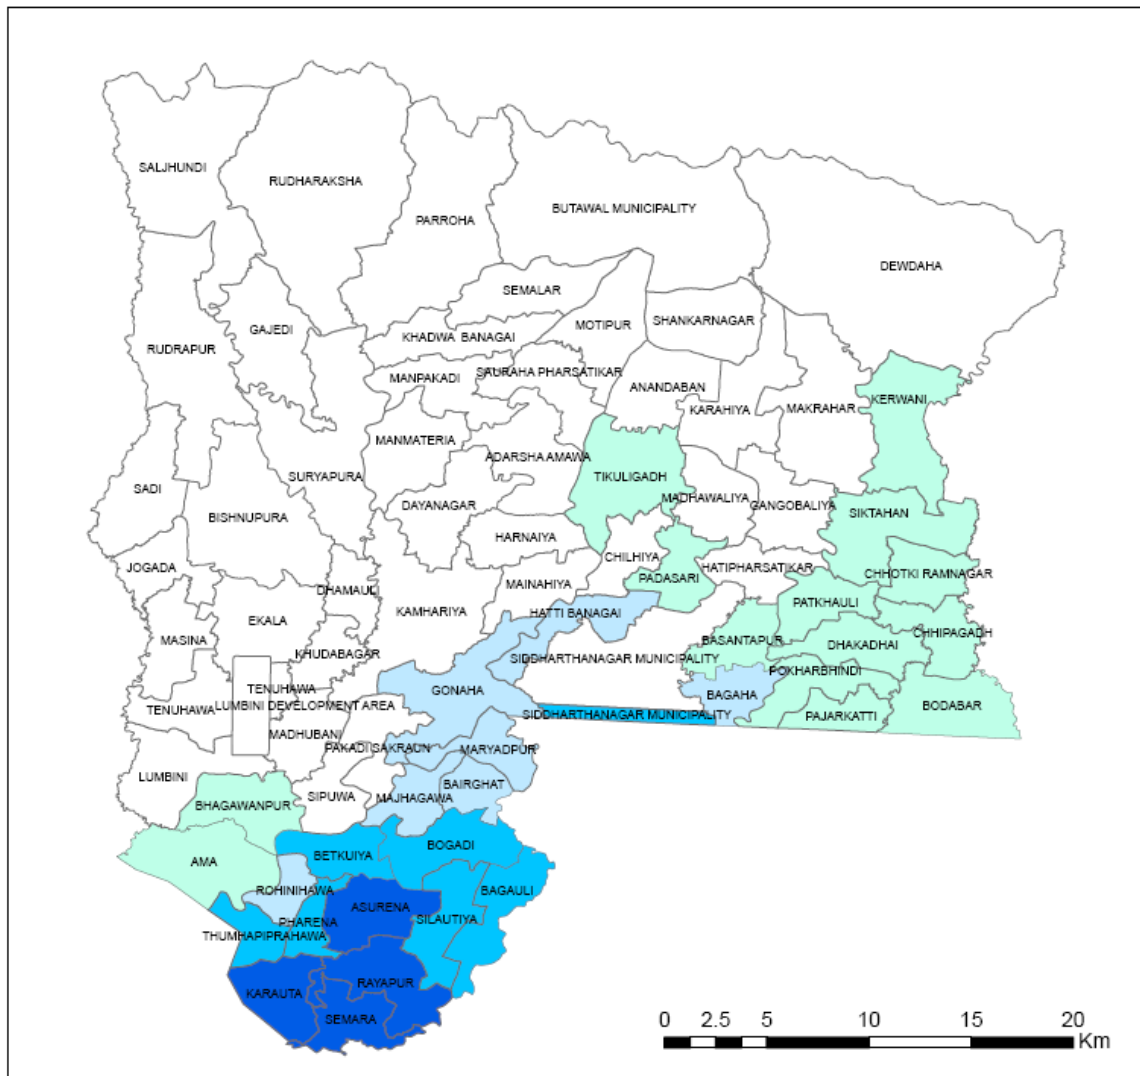 SALJHUNDI
RUDHARAKSHA
BUTAWAL MUNICIPALITY
PARROHA
DEWDAHA
SEMALAR
SHANKARNAGAR
MOTIPUR
GAJEDI
KHADWA BANAGAI
RUDRAPUR
SAURAHA PHARSATIKAR
MANPAKADI
ANANDABAN
KERWANI
KARAHIYA
MAKRAHAR
MANMATERIA
ADARSHA AMAWA
SURYAPURA
TIKULIGADH
SADI
MADHAWALIYA
DAYANAGAR
GANGOBALIYA
SIKTAHAN
BISHNUPURA
HARNAIYA
CHILHIYA
JOGADA
HATIPHARSATIKAR
CHHOTKI RAMNAGAR
PADASARI
MAINAHIYA
DHAMAULI
PATKHAULI
KAMHARIYA
HATTI BANAGAI
EKALA
CHHIPAGADH
MASINA
BASANTAPUR
DHAKADHAI
KHUDABAGAR
SIDDHARTHANAGAR MUNICIPALITY
POKHARBHINDI
TENUHAWA
GONAHA
BAGAHA
LUMBINI DEVELOPMENT AREA
BODABAR
TENUHAWA
SIDDHARTHANAGAR MUNICIPALITY
PAJARKATTI
MADHUBANI
PAKADI SAKRAUN
MARYADPUR
LUMBINI
BAIRGHAT
SIPUWA
MAJHAGAWA
BHAGAWANPUR
BOGADI
BETKUIYA
AMA
ROHINIHAWA
BAGAULI
ASURENA
SILAUTIYA
PHARENA
THUMHAPIPRAHAWA
RAYAPUR
KARAUTA
SEMARA
0 2.5 5 10 15 20
Km